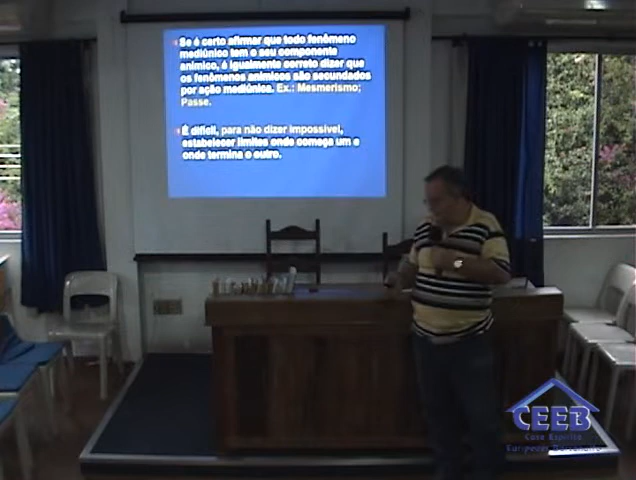 Se é certo afirmar que todo fenômeno
mediúnico tem o seu componente
anímico, é igualmente correto dizer que
os fenômenos anímicos são secundados
por ação mediúnica. Ex.: Mesmerismo;
Passe.
É difícil, para não dizer impossível,
estabelecer limites onde começa um e
onde termina o outro.
CEEB
Casa Espírita